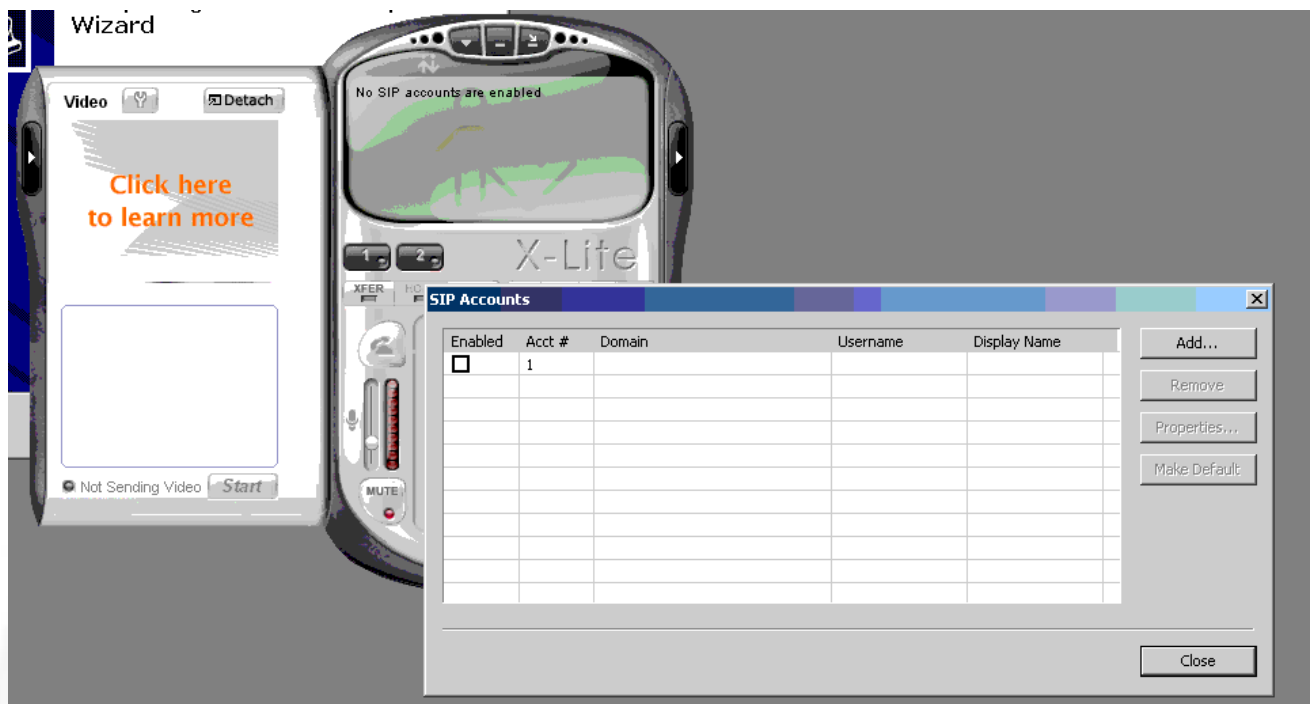 Wizard
Video
Detach
No SIP accounts are enabled
Click here
to learn more
1 2
X-Lite
XFER
SIP Accounts
Enabled Acct # Domain Username Display Name
1
Add...
Remove
Properties...
Make Default
Not Sending Video Start
MUTE
Close